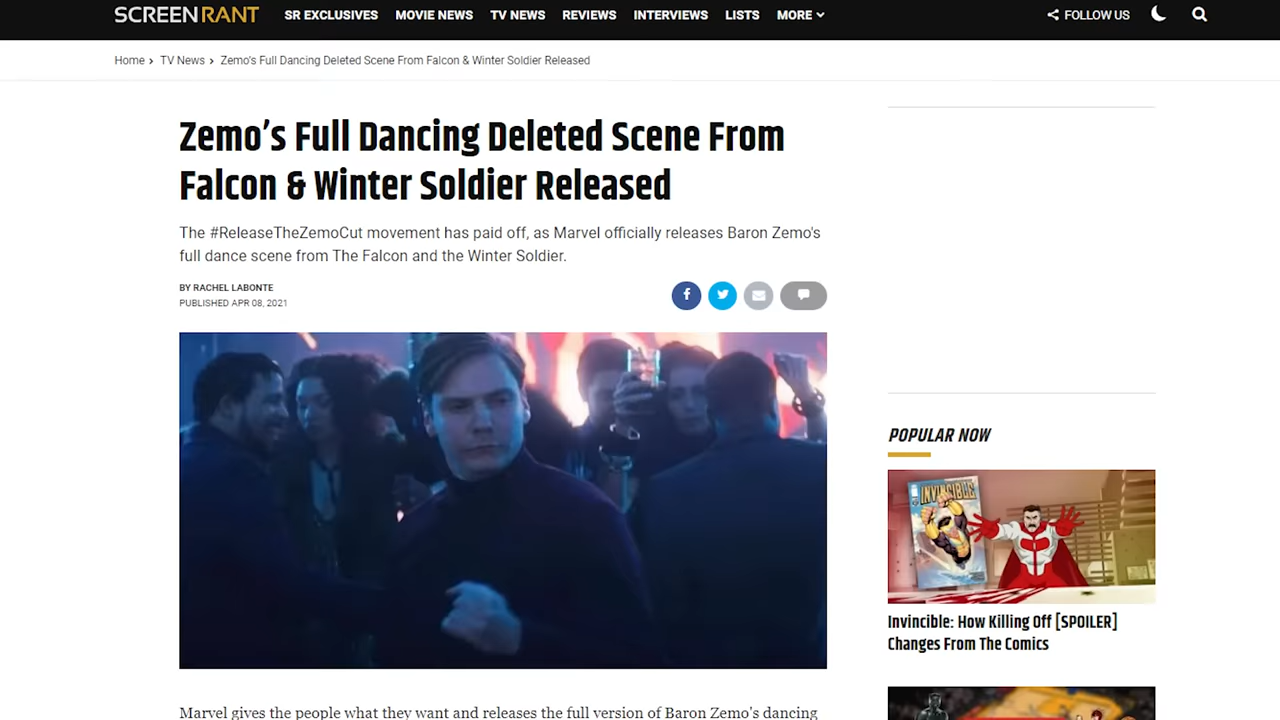 SCREENRANT SR EXCLUSIVES MOVIE NEWS TV NEWS REVIEWS INTERVIEWS LISTS MORE FOLLOW US
Home > TV News > Zemo's Full Dancing Deleted Scene From Falcon & Winter Soldier Released
Zemo's Full Dancing Deleted Scene From
Falcon & Winter Soldier Released
The #ReleaseTheZemoCut movement has paid off, as Marvel officially releases Baron Zemo's
full dance scene from The Falcon and the Winter Soldier.
BY RACHEL LABONTE
PUBLISHED APR 08, 2021
Marvel gives the people what they want and releases the full version of Baron Zemo's dancing
POPULAR NOW
INVINCIBLE
Invincible: How Killing Off [SPOILER]
Changes From The Comics